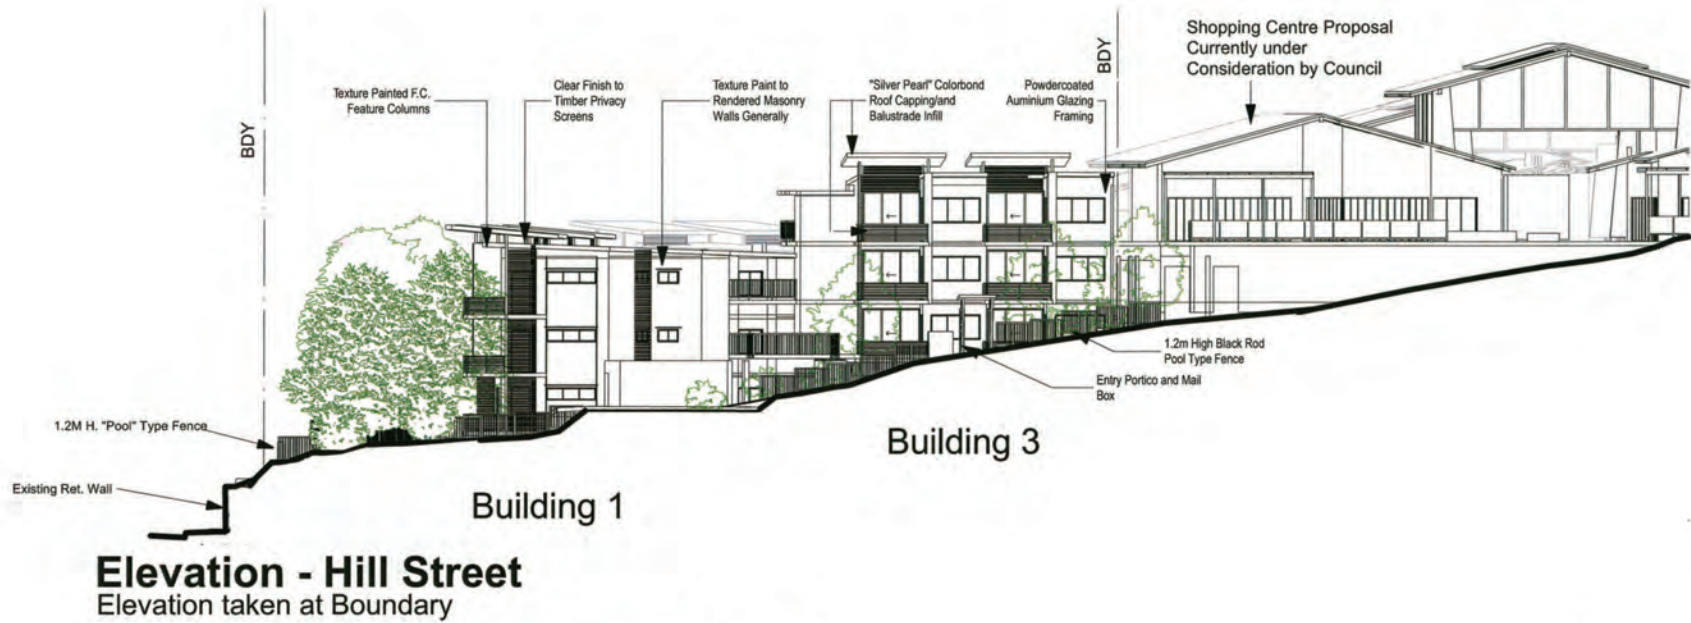 Shopping Centre Proposal
Currently under
Consideration by Council
BDY
BDY
Texture Painted F.C.
Feature Columns
Clear Finish to
Timber Privacy
Screens
Texture Paint to
Rendered Masonry
Walls Generally
"Silver Pearl" Colorbond
Roof Capping/and
Balustrade Infill
Powdercoated
Auminium Glazing
Framing
1.2m High Black Rod
Pool Type Fence
Entry Portico and Mail
Box
1.2M H. "Pool" Type Fence
Existing Ret. Wall
Building 3
Building 1
Elevation - Hill Street
Elevation taken at Boundary